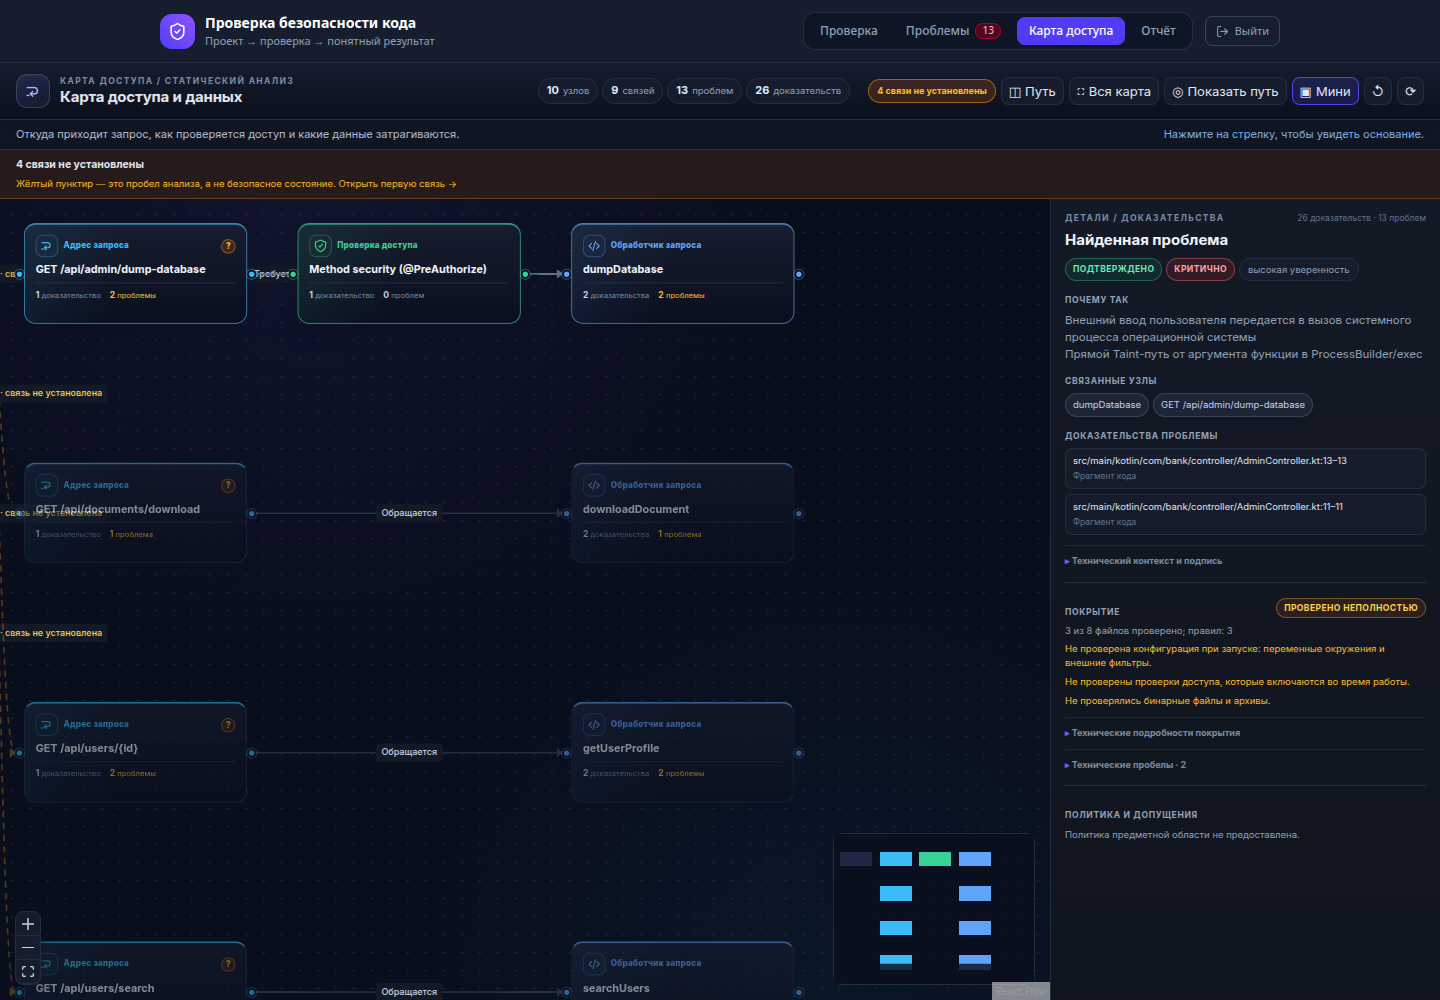 Проверка безопасности кода
Проект → проверка → понятный результат
Проверка
Проблемы 13
Карта доступа
Отчёт
Выйти
КАРТА ДОСТУПА / СТАТИЧЕСКИЙ АНАЛИЗ
Карта доступа и данных
10 узлов
9 связей
13 проблем
26 доказательств
4 связи не установлены
Путь
Вся карта
Показать путь
Мини
Откуда приходит запрос, как проверяется доступ и какие данные затрагиваются.
Нажмите на стрелку, чтобы увидеть основание.
4 связи не установлены
Жёлтый пунктир — это пробел анализа, а не безопасное состояние. Открыть первую связь →
Адрес запроса ?
GET /api/admin/dump-database
1 доказательство 2 проблемы
Требует
Проверка доступа
Method security (@PreAuthorize)
1 доказательство 0 проблем
Обработчик запроса
dumpDatabase
2 доказательства 2 проблемы
· связь не установлена
Адрес запроса ?
GET /api/documents/download
· связь не установлена
1 доказательство 1 проблема
Обращается
Обработчик запроса
downloadDocument
2 доказательства 1 проблема
· связь не установлена
Адрес запроса ?
GET /api/users/{id}
1 доказательство 2 проблемы
Обращается
Обработчик запроса
getUserProfile
2 доказательства 2 проблемы
Адрес запроса ?
GET /api/users/search
Обращается
Обработчик запроса
searchUsers
React Flow
ДЕТАЛИ / ДОКАЗАТЕЛЬСТВА
26 доказательств · 13 проблем
Найденная проблема
ПОДТВЕРЖДЕНО
КРИТИЧНО
высокая уверенность
ПОЧЕМУ ТАК
Внешний ввод пользователя передается в вызов системного
процесса операционной системы
Прямой Taint-путь от аргумента функции в ProcessBuilder/exec
СВЯЗАННЫЕ УЗЛЫ
dumpDatabase
GET /api/admin/dump-database
ДОКАЗАТЕЛЬСТВА ПРОБЛЕМЫ
src/main/kotlin/com/bank/controller/AdminController.kt:13–13
Фрагмент кода
src/main/kotlin/com/bank/controller/AdminController.kt:11–11
Фрагмент кода
▸ Технический контекст и подпись
ПОКРЫТИЕ
ПРОВЕРЕНО НЕПОЛНОСТЬЮ
3 из 8 файлов проверено; правил: 3
Не проверена конфигурация при запуске: переменные окружения и
внешние фильтры.
Не проверены проверки доступа, которые включаются во время работы.
Не проверялись бинарные файлы и архивы.
▸ Технические подробности покрытия
▸ Технические пробелы · 2
ПОЛИТИКА И ДОПУЩЕНИЯ
Политика предметной области не предоставлена.